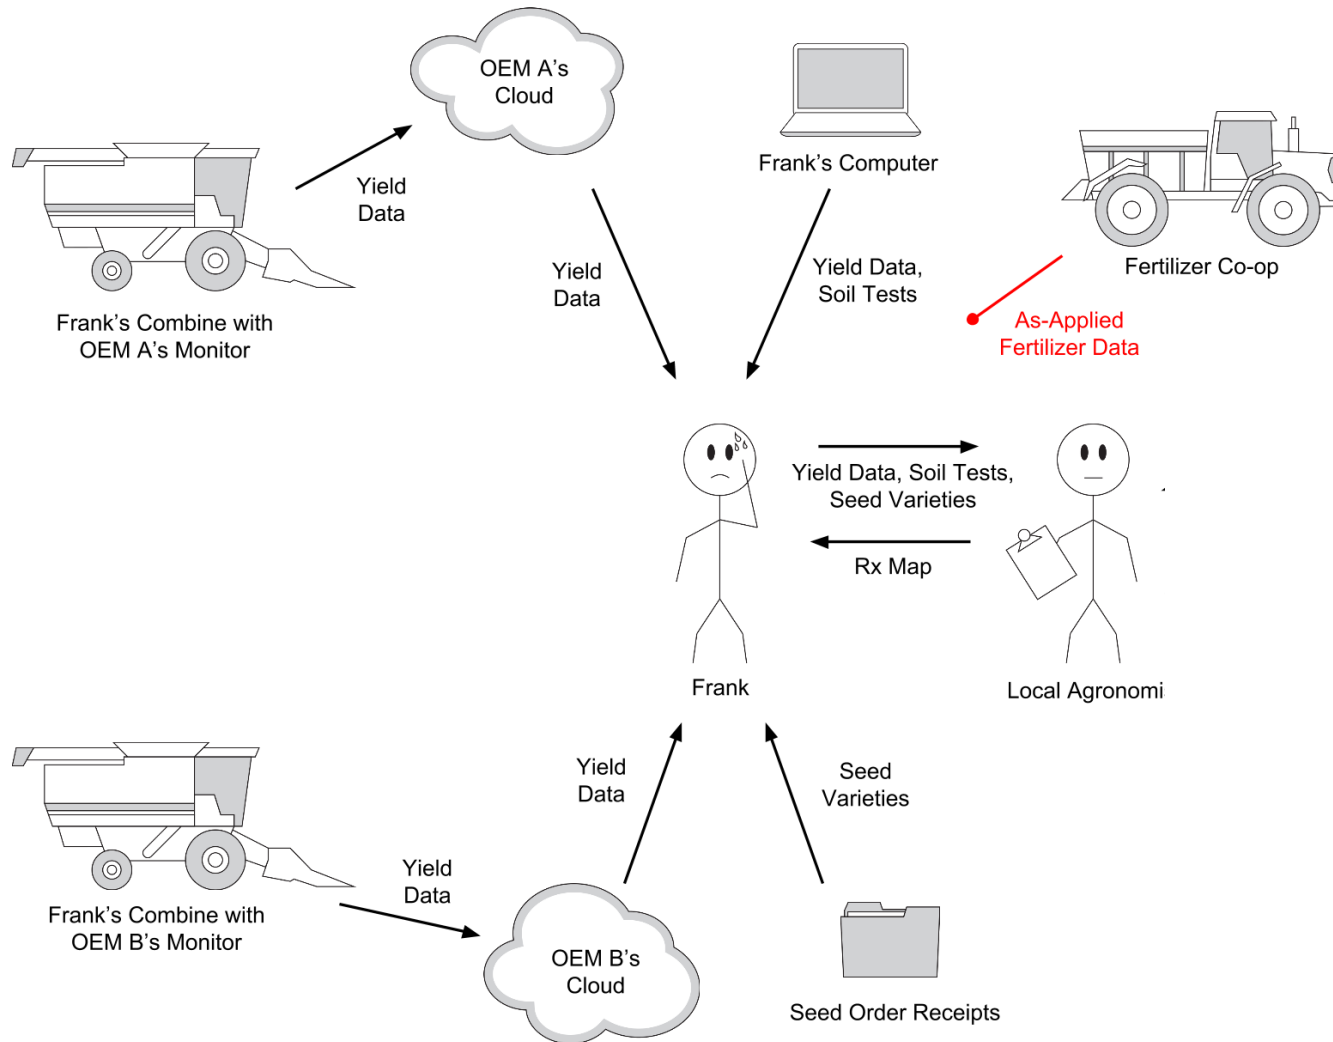 OEM A's
Cloud
Frank's Computer
Fertilizer Co-op
Yield
Data
Frank's Combine with
OEM A's Monitor
Yield
Data
Yield Data,
Soil Tests
As-Applied
Fertilizer Data
Yield Data, Soil Tests,
Seed Varieties
Rx Map
Frank
Local Agronomi
Yield
Data
Seed
Varieties
Yield
Data
Frank's Combine with
OEM B's Monitor
OEM B's
Cloud
Seed Order Receipts